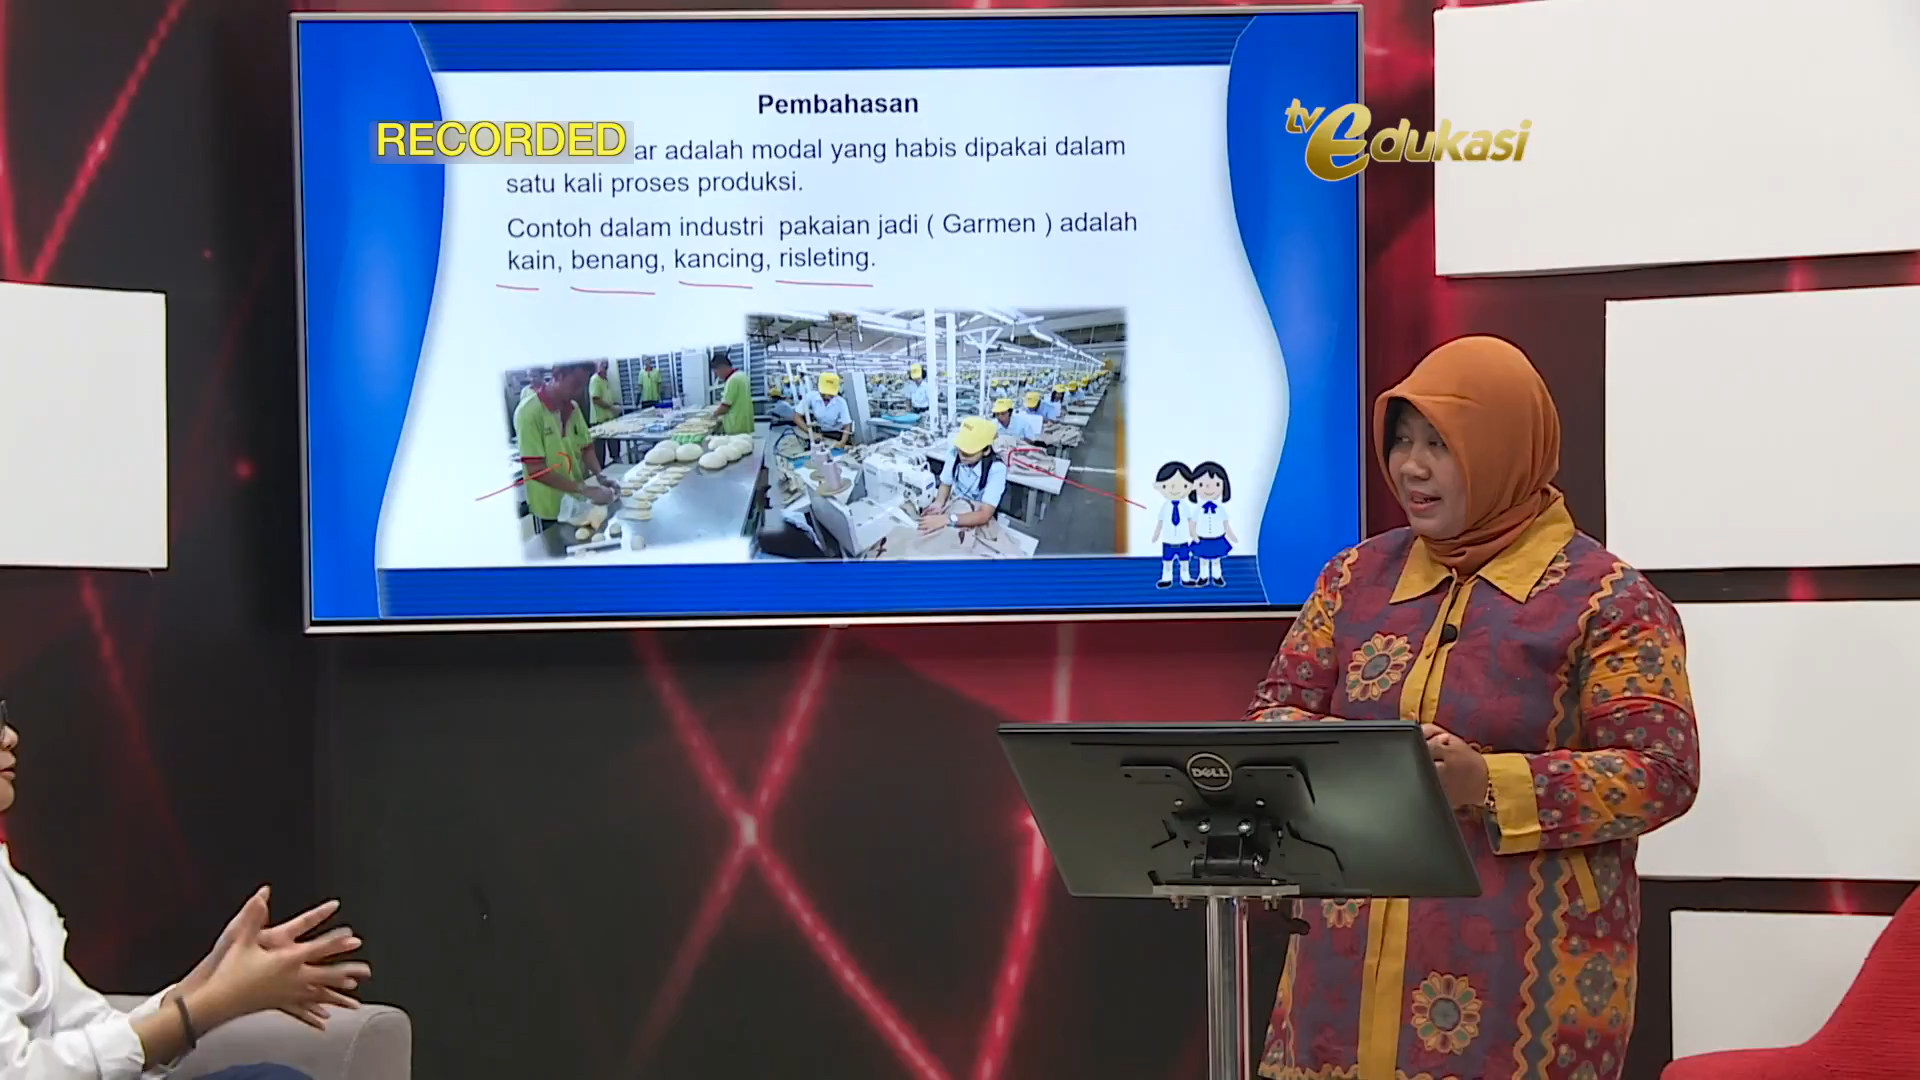 Pembahasan
RECORDED
ar adalah modal yang habis dipakai dalam
satu kali proses produksi.
Contoh dalam industri pakaian jadi ( Garmen ) adalah
kain, benang, kancing, risleting.
tv edukasi
DELL